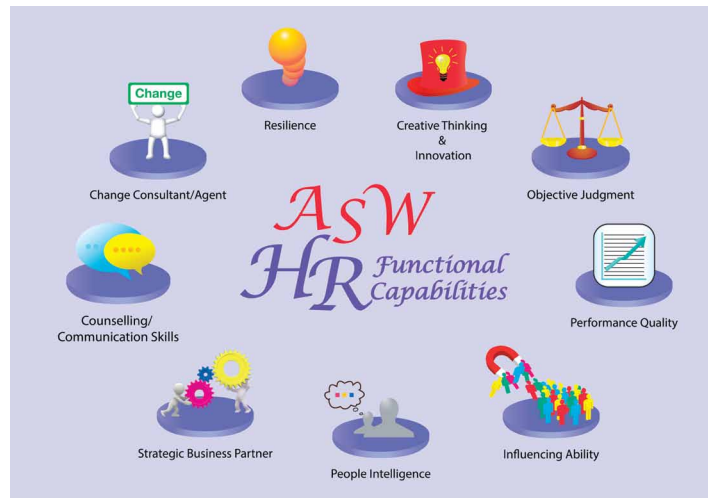 Change
Resilience
Creative Thinking
&
Innovation
Change Consultant/Agent
Objective Judgment
ASW
HR Functional
Capabilities
Counselling/
Communication Skills
Performance Quality
Strategic Business Partner
People Intelligence
Influencing Ability